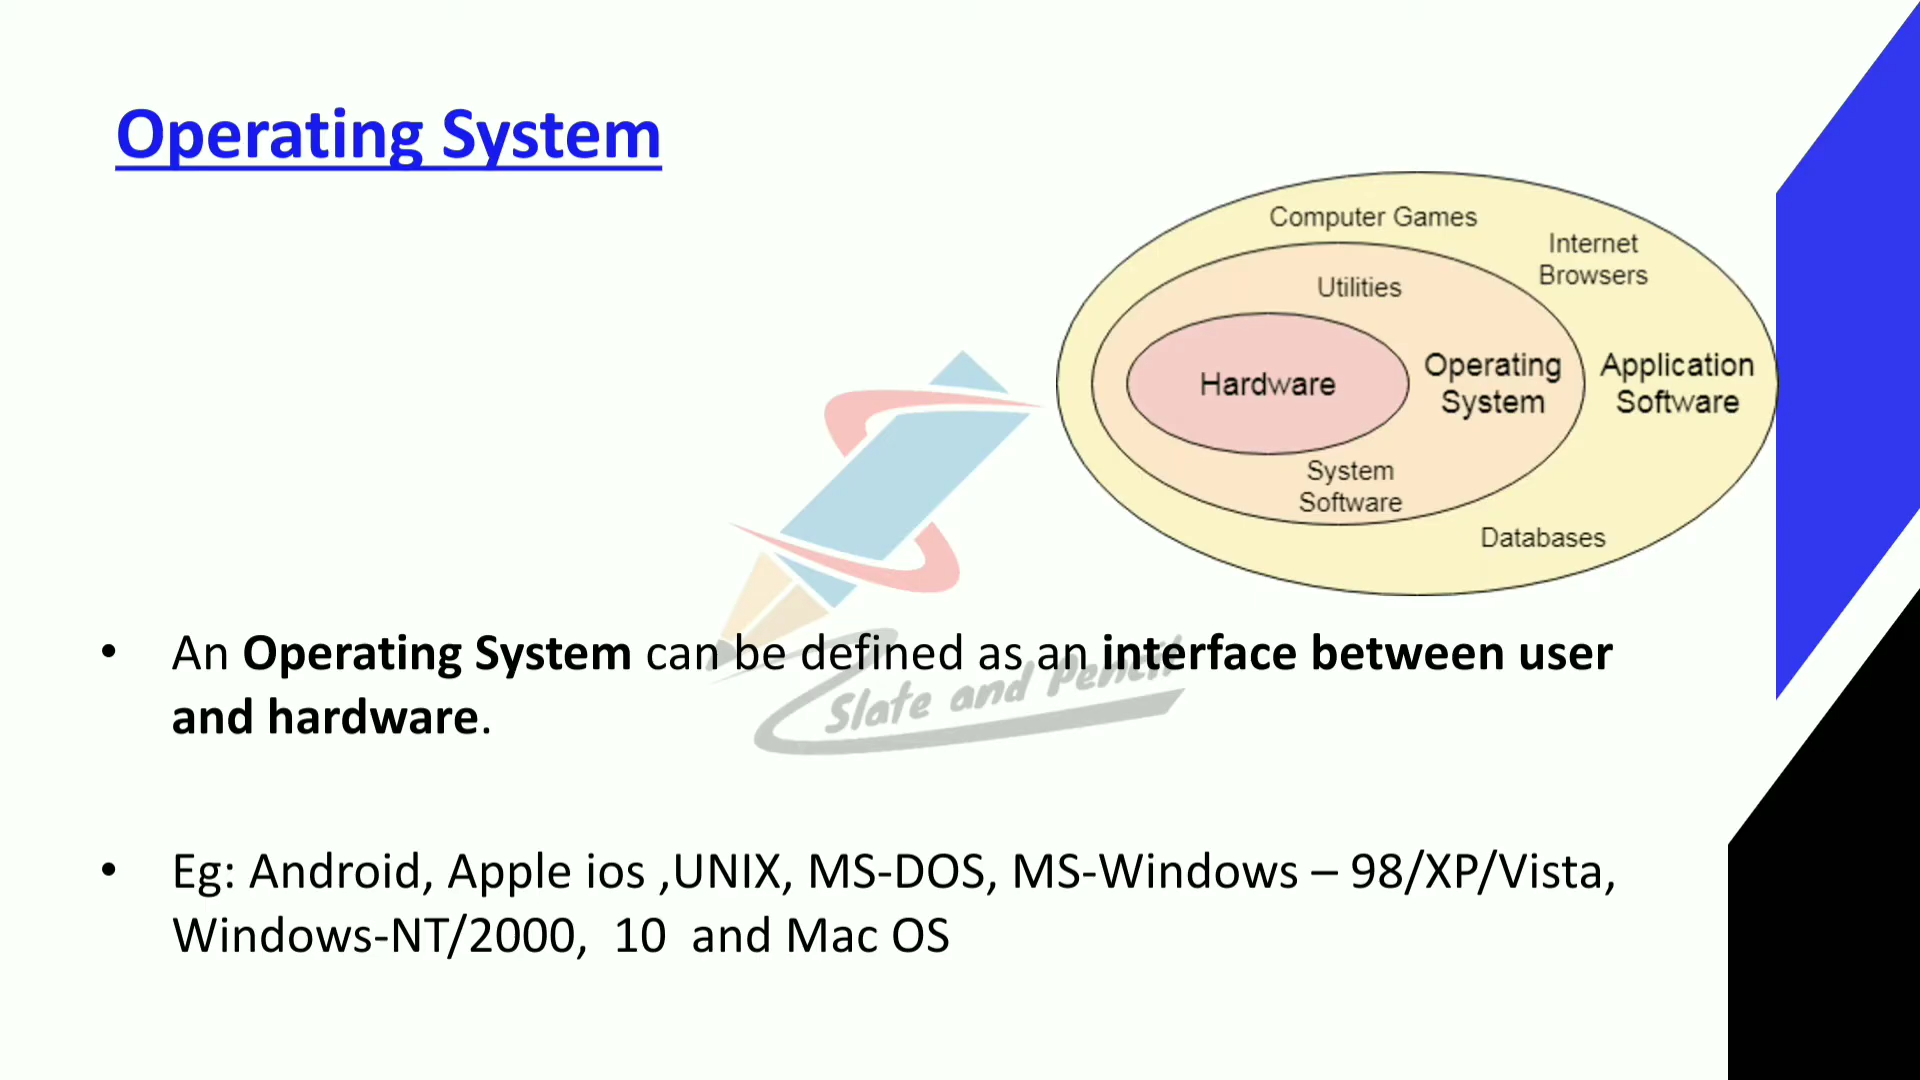 Operating System
Computer Games
Internet
Browsers
Utilities
Hardware
Operating
System
Application
Software
System
Software
Databases
• An Operating System can be defined as an interface between user
and hardware.
Slate and Pencil
• Eg: Android, Apple ios ,UNIX, MS-DOS, MS-Windows – 98/XP/Vista,
Windows-NT/2000, 10 and Mac OS